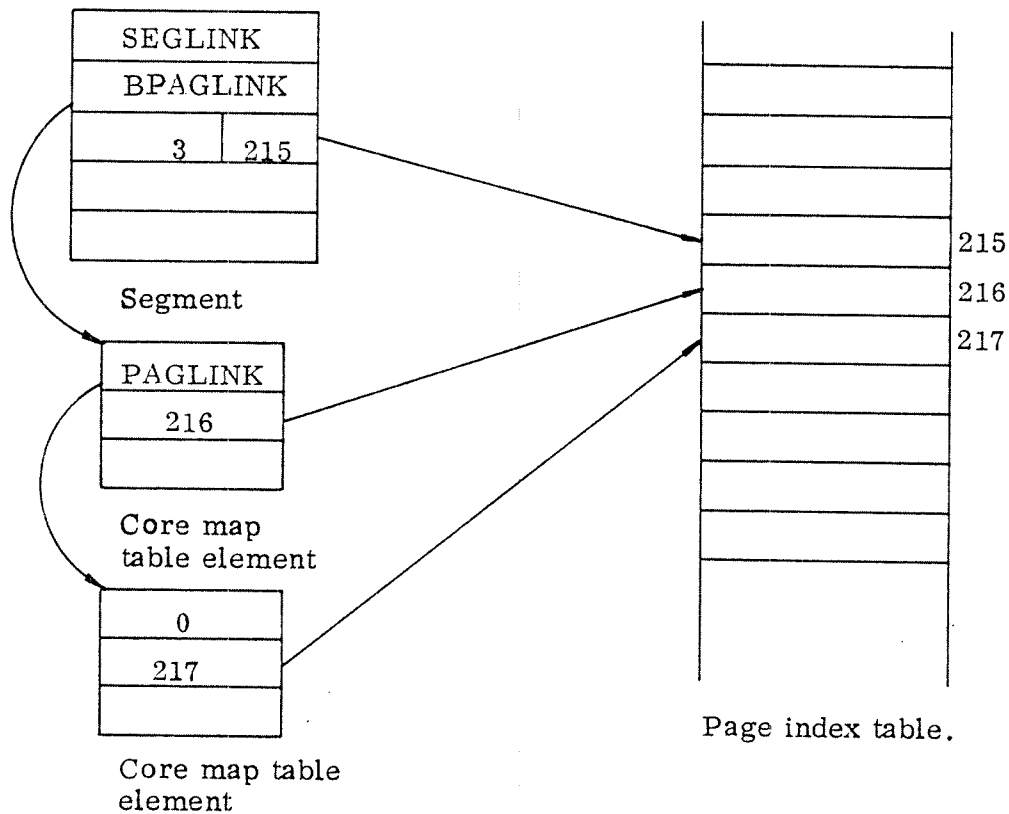 SEGLINK
BPAGLINK
3 215
Segment
PAGLINK
216
Core map
table element
0
217
Core map table
element
215
216
217
Page index table.